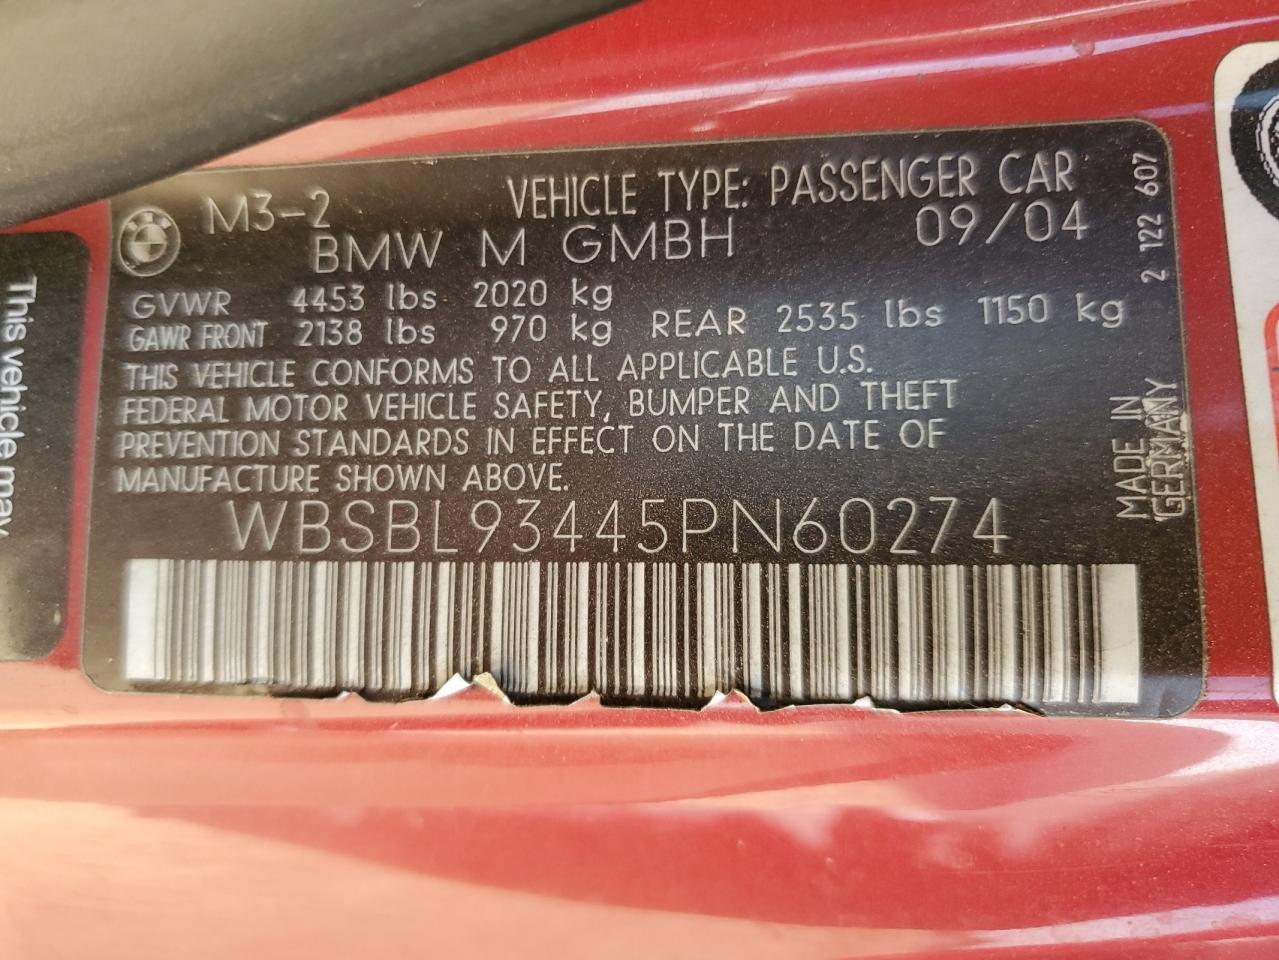 M3-2 VEHICLE TYPE: PASSENGER CAR
BMW M GMBH 09/04
GVWR 4453 lbs 2020 kg
GAWR FRONT 2138 lbs 970 kg REAR 2535 lbs 1150 kg
THIS VEHICLE CONFORMS TO ALL APPLICABLE U.S.
FEDERAL MOTOR VEHICLE SAFETY, BUMPER AND THEFT
PREVENTION STANDARDS IN EFFECT ON THE DATE OF
MANUFACTURE SHOWN ABOVE.
WBSBL93445PN60274
2 122 607
MADE IN
GERMANY
This vehicle may